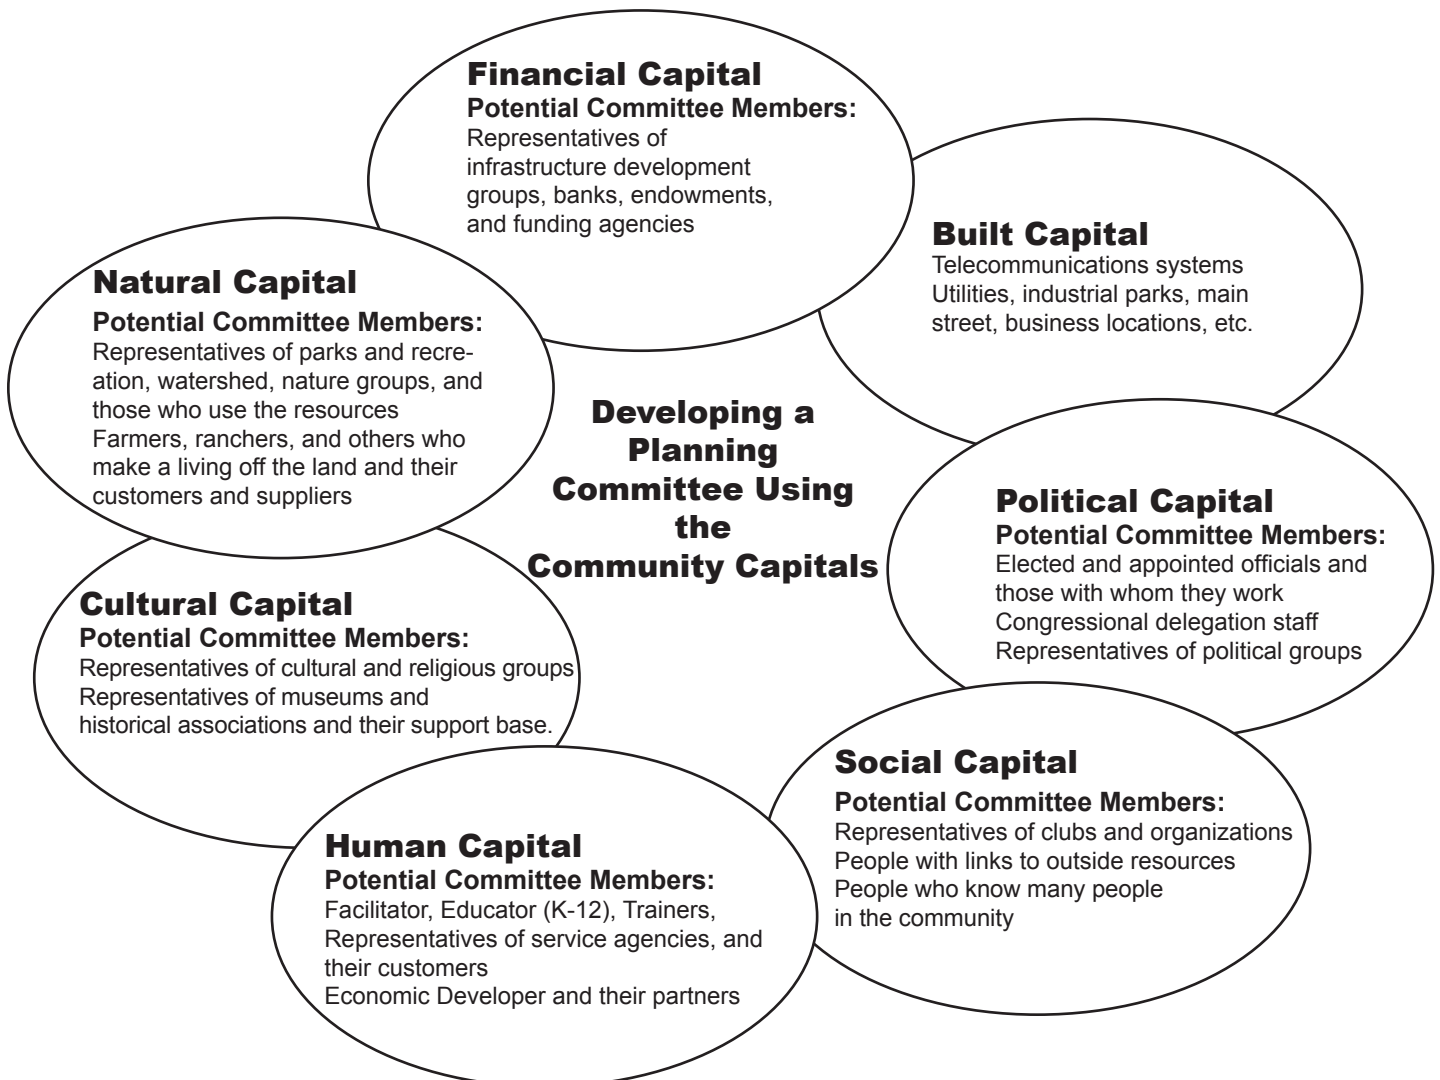 Financial Capital
Potential Committee Members:
Representatives of
infrastructure development
groups, banks, endowments,
and funding agencies
Built Capital
Telecommunications systems
Utilities, industrial parks, main
street, business locations, etc.
Natural Capital
Potential Committee Members:
Representatives of parks and recre-
ation, watershed, nature groups, and
those who use the resources
Farmers, ranchers, and others who
make a living off the land and their
customers and suppliers
Developing a
Planning
Committee Using
the
Community Capitals
Political Capital
Potential Committee Members:
Elected and appointed officials and
those with whom they work
Congressional delegation staff
Representatives of political groups
Cultural Capital
Potential Committee Members:
Representatives of cultural and religious groups
Representatives of museums and
historical associations and their support base.
Social Capital
Potential Committee Members:
Representatives of clubs and organizations
People with links to outside resources
People who know many people
in the community
Human Capital
Potential Committee Members:
Facilitator, Educator (K-12), Trainers,
Representatives of service agencies, and
their customers
Economic Developer and their partners